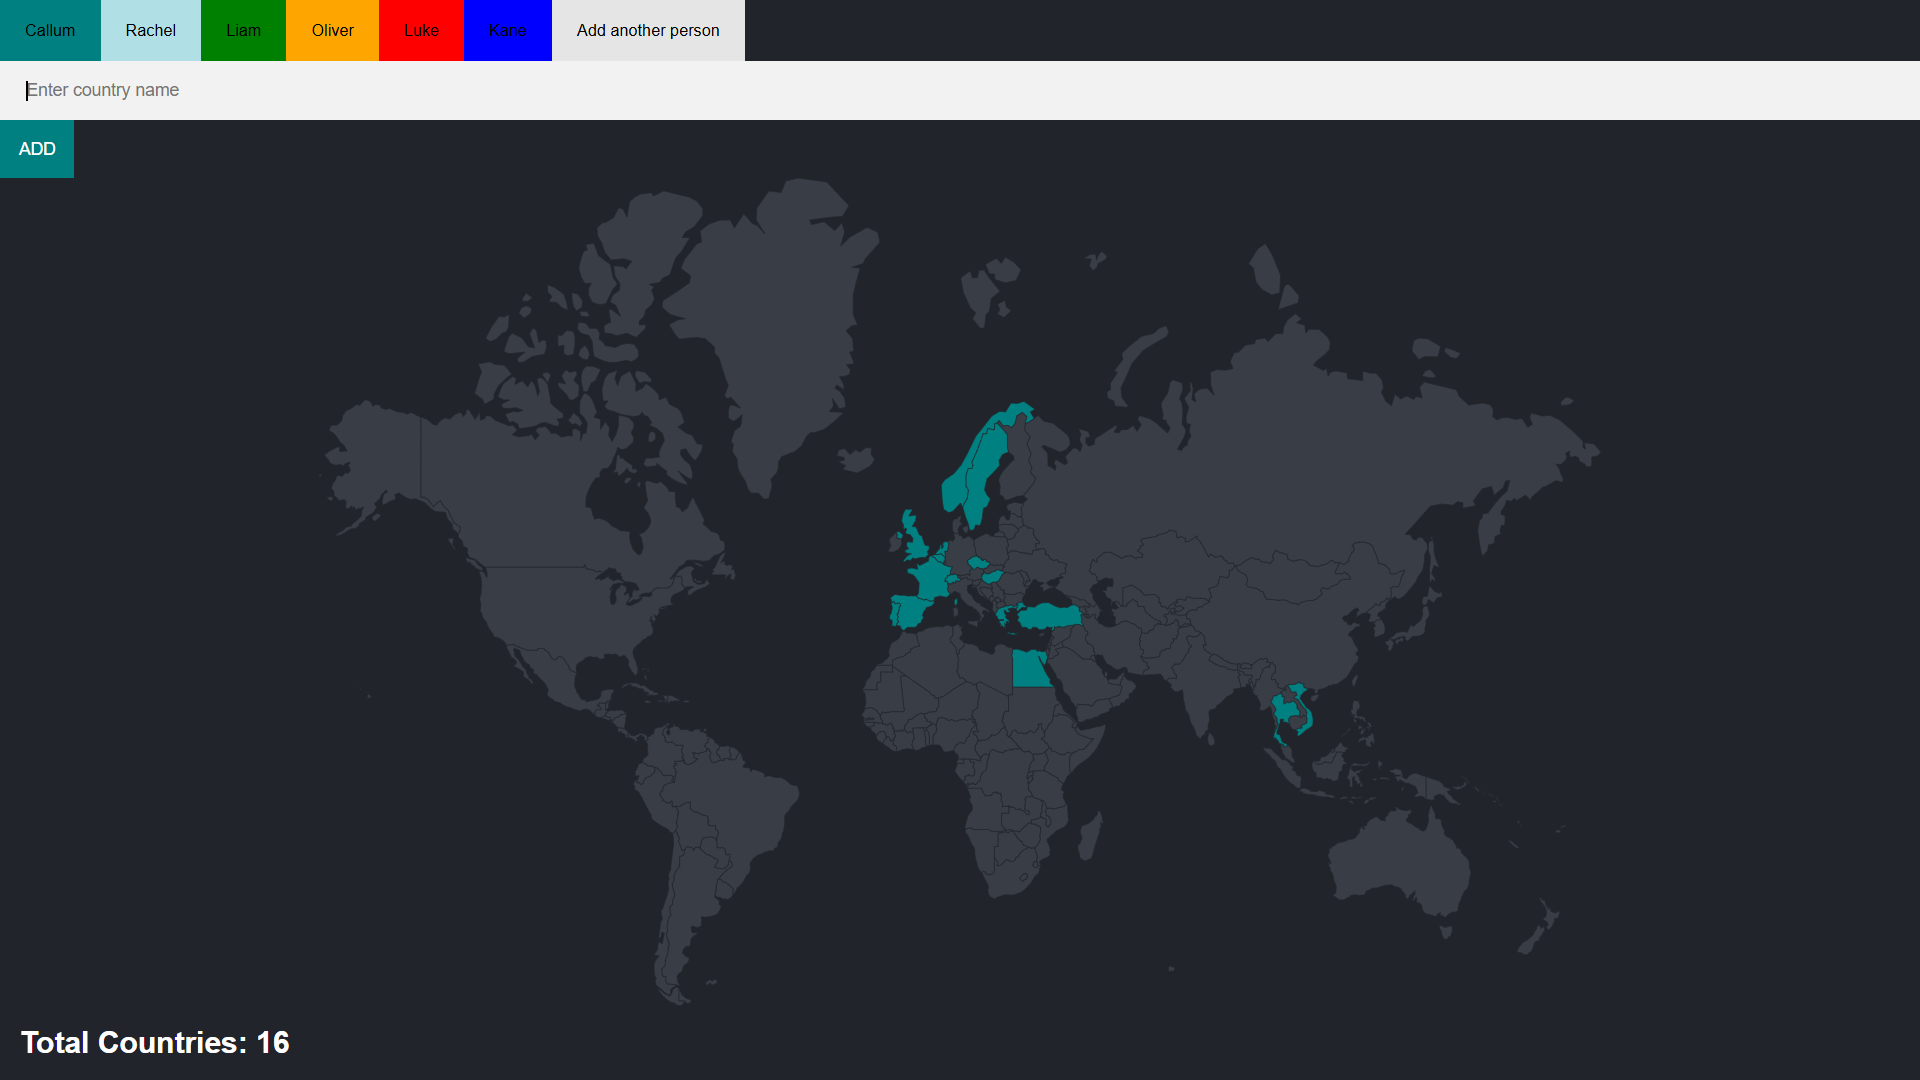 Callum Rachel Liam Oliver Luke Kane Add another person
Enter country name
ADD
Total Countries: 16